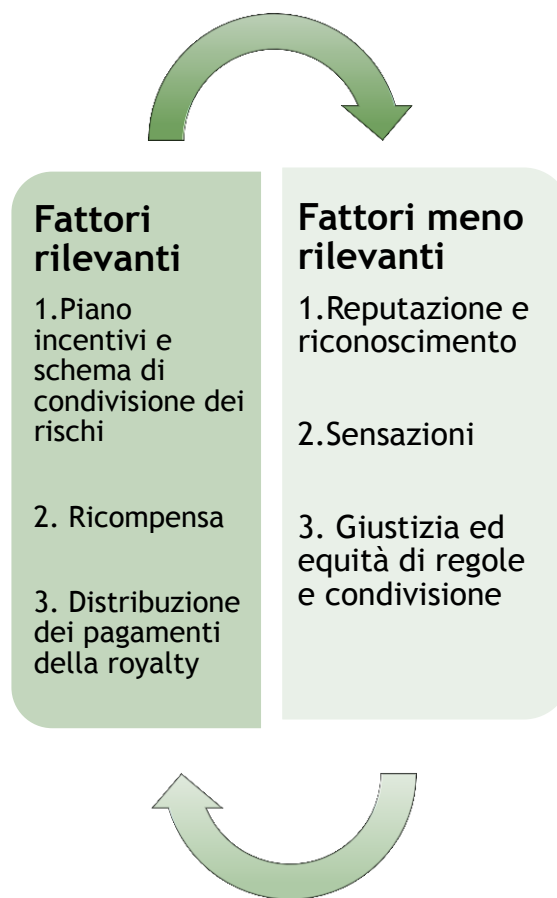 Fattori
rilevanti
1.Piano
incentivi e
schema di
condivisione dei
rischi
2. Ricompensa
3. Distribuzione
dei pagamenti
della royalty
Fattori meno
rilevanti
1.Reputazione e
riconoscimento
2.Sensazioni
3. Giustizia ed
equità di regole
e condivisione